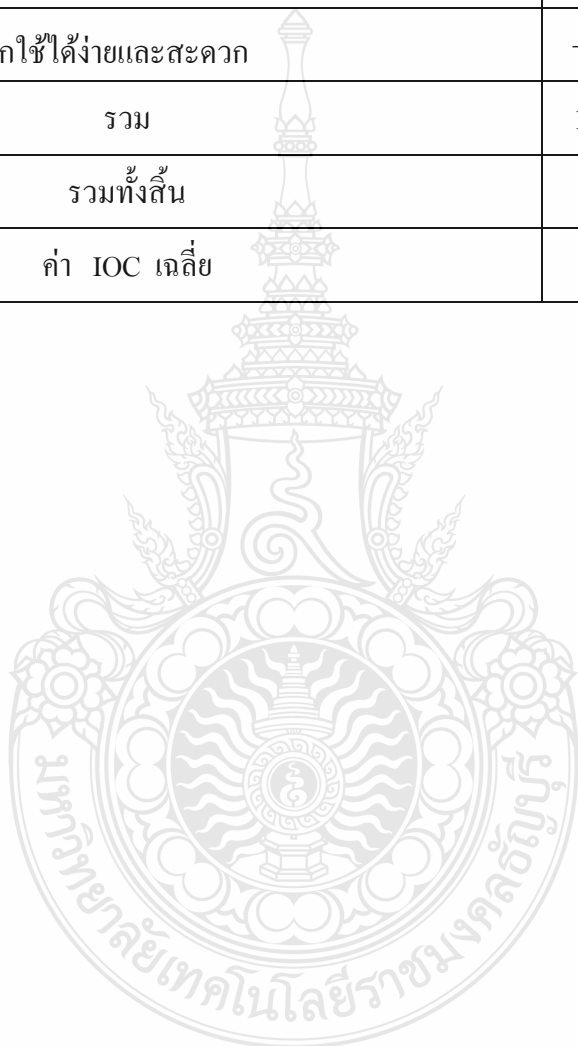 กใช้ได้ง่ายและสะดวก
รวม
รวมทั้งสิ้น
ค่า IOC เฉลี่ย
มหาวิทยาลัยเทคโนโลยีราชมงคลธัญบุรี